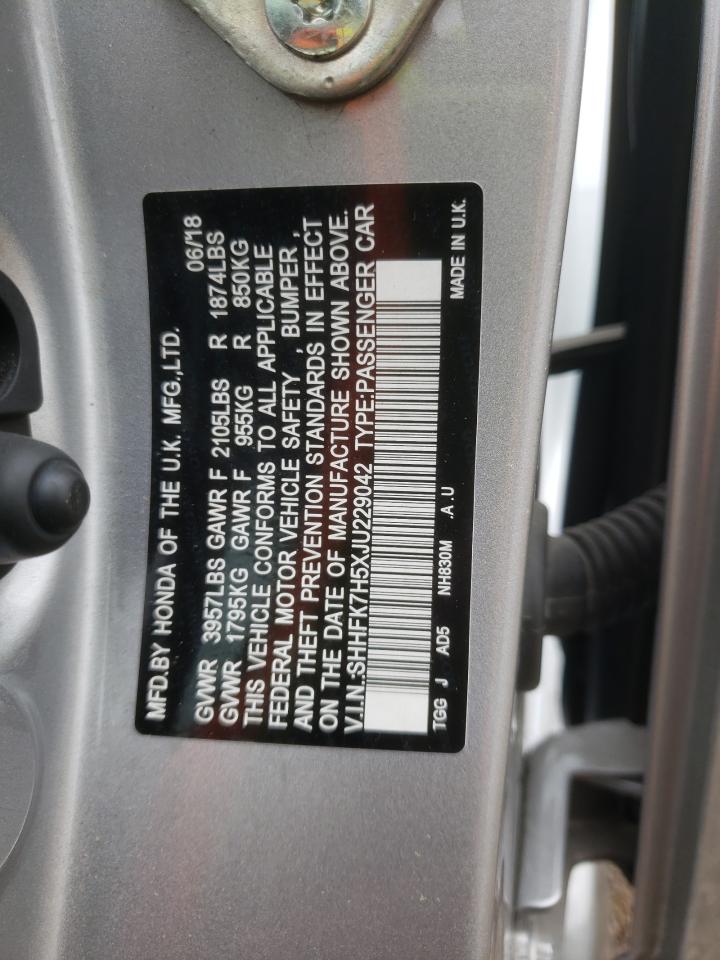 MFD.BY HONDA OF THE U.K. MFG.,LTD. 06/18
GVWR 3957LBS GAWR F 2105LBS R 1874LBS
GVWR 1795KG GAWR F 955KG R 850KG
THIS VEHICLE CONFORMS TO ALL APPLICABLE
FEDERAL MOTOR VEHICLE SAFETY , BUMPER ,
AND THEFT PREVENTION STANDARDS IN EFFECT
ON THE DATE OF MANUFACTURE SHOWN ABOVE.
V.I.N.:SHHFK7H5XJU229042 TYPE:PASSENGER CAR
TGG J AD5 NH830M .A .U MADE IN U.K.